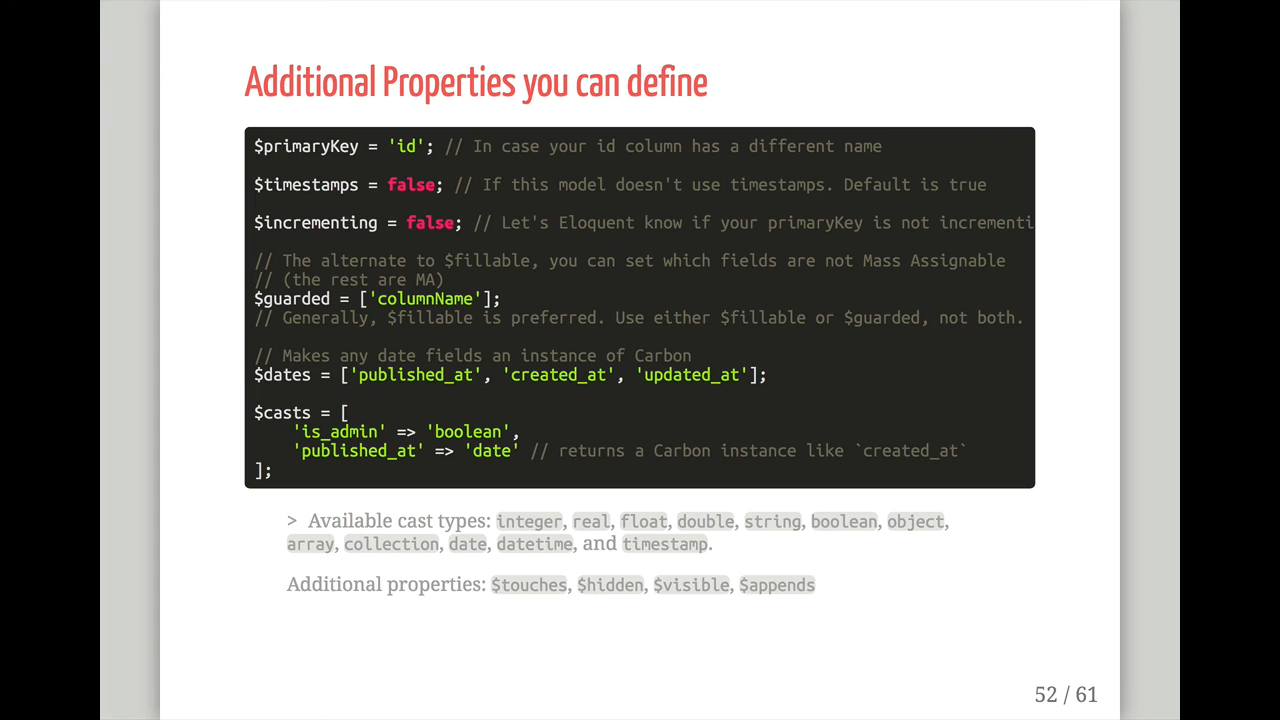 Additional Properties you can define
$primaryKey = 'id'; // In case your id column has a different name
$timestamps = false; // If this model doesn't use timestamps. Default is true
$incrementing = false; // Let's Eloquent know if your primaryKey is not incrementi
// The alternate to $fillable, you can set which fields are not Mass Assignable
// (the rest are MA)
$guarded = ['columnName'];
// Generally, $fillable is preferred. Use either $fillable or $guarded, not both.
// Makes any date fields an instance of Carbon
$dates = ['published_at', 'created_at', 'updated_at'];
$casts = [
'is_admin' => 'boolean',
'published_at' => 'date' // returns a Carbon instance like `created_at`
];
> Available cast types: integer, real, float, double, string, boolean, object,
array, collection, date, datetime, and timestamp.
Additional properties: $touches, $hidden, $visible, $appends
52 / 61